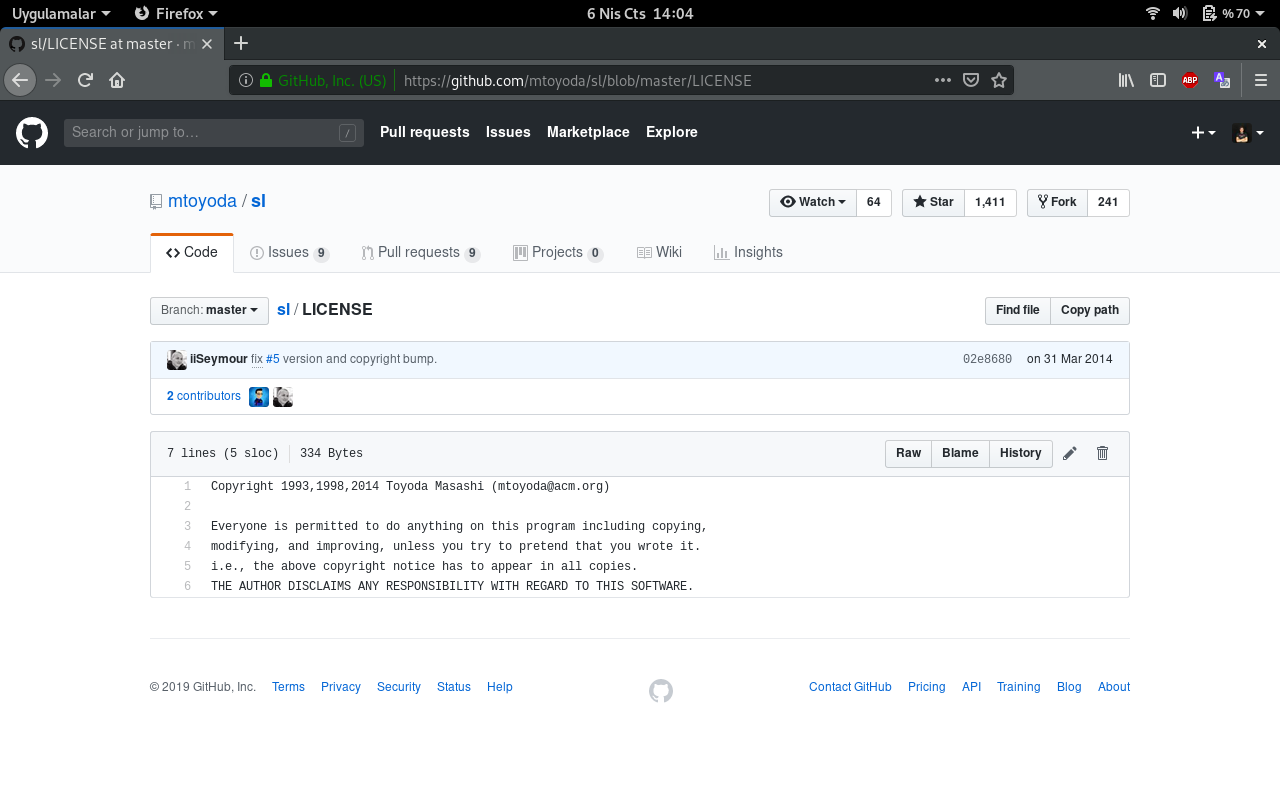 Uygulamalar Firefox 6 Nis Cts 14:04 %70
sl/LICENSE at master · m
GitHub, Inc. (US) https://github.com/mtoyoda/sl/blob/master/LICENSE ABP
Search or jump to… / Pull requests Issues Marketplace Explore
mtoyoda / sl Watch 64 Star 1,411 Fork 241
Code Issues 9 Pull requests 9 Projects 0 Wiki Insights
Branch: master sl / LICENSE Find file Copy path
iiSeymour fix #5 version and copyright bump. 02e8680 on 31 Mar 2014
2 contributors
7 lines (5 sloc) 334 Bytes Raw Blame History
1 Copyright 1993,1998,2014 Toyoda Masashi (mtoyoda@acm.org)
2
3 Everyone is permitted to do anything on this program including copying,
4 modifying, and improving, unless you try to pretend that you wrote it.
5 i.e., the above copyright notice has to appear in all copies.
6 THE AUTHOR DISCLAIMS ANY RESPONSIBILITY WITH REGARD TO THIS SOFTWARE.
© 2019 GitHub, Inc. Terms Privacy Security Status Help Contact GitHub Pricing API Training Blog About